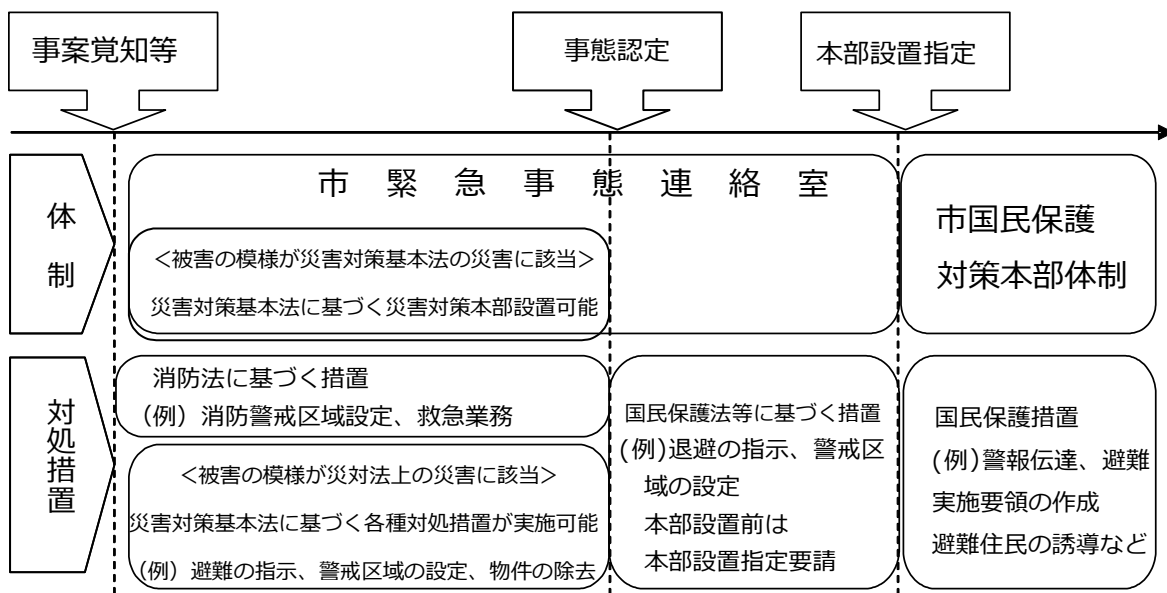 事案覚知等
事態認定
本部設置指定
体制
市緊急事態連絡室
<被害の模様が災害対策基本法の災害に該当>
災害対策基本法に基づく災害対策本部設置可能
市国民保護
対策本部体制
対処措置
消防法に基づく措置
(例)消防警戒区域設定、救急業務
<被害の模様が災対法上の災害に該当>
災害対策基本法に基づく各種対処措置が実施可能
(例)避難の指示、警戒区域の設定、物件の除去
国民保護法等に基づく措置
(例)退避の指示、警戒区
域の設定
本部設置前は
本部設置指定要請
国民保護措置
(例)警報伝達、避難
実施要領の作成
避難住民の誘導など